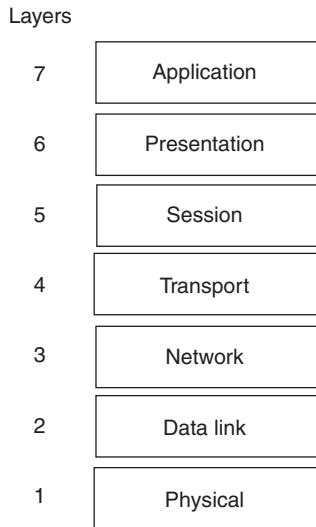 Layers
7 Application
6 Presentation
5 Session
4 Transport
3 Network
2 Data link
1 Physical